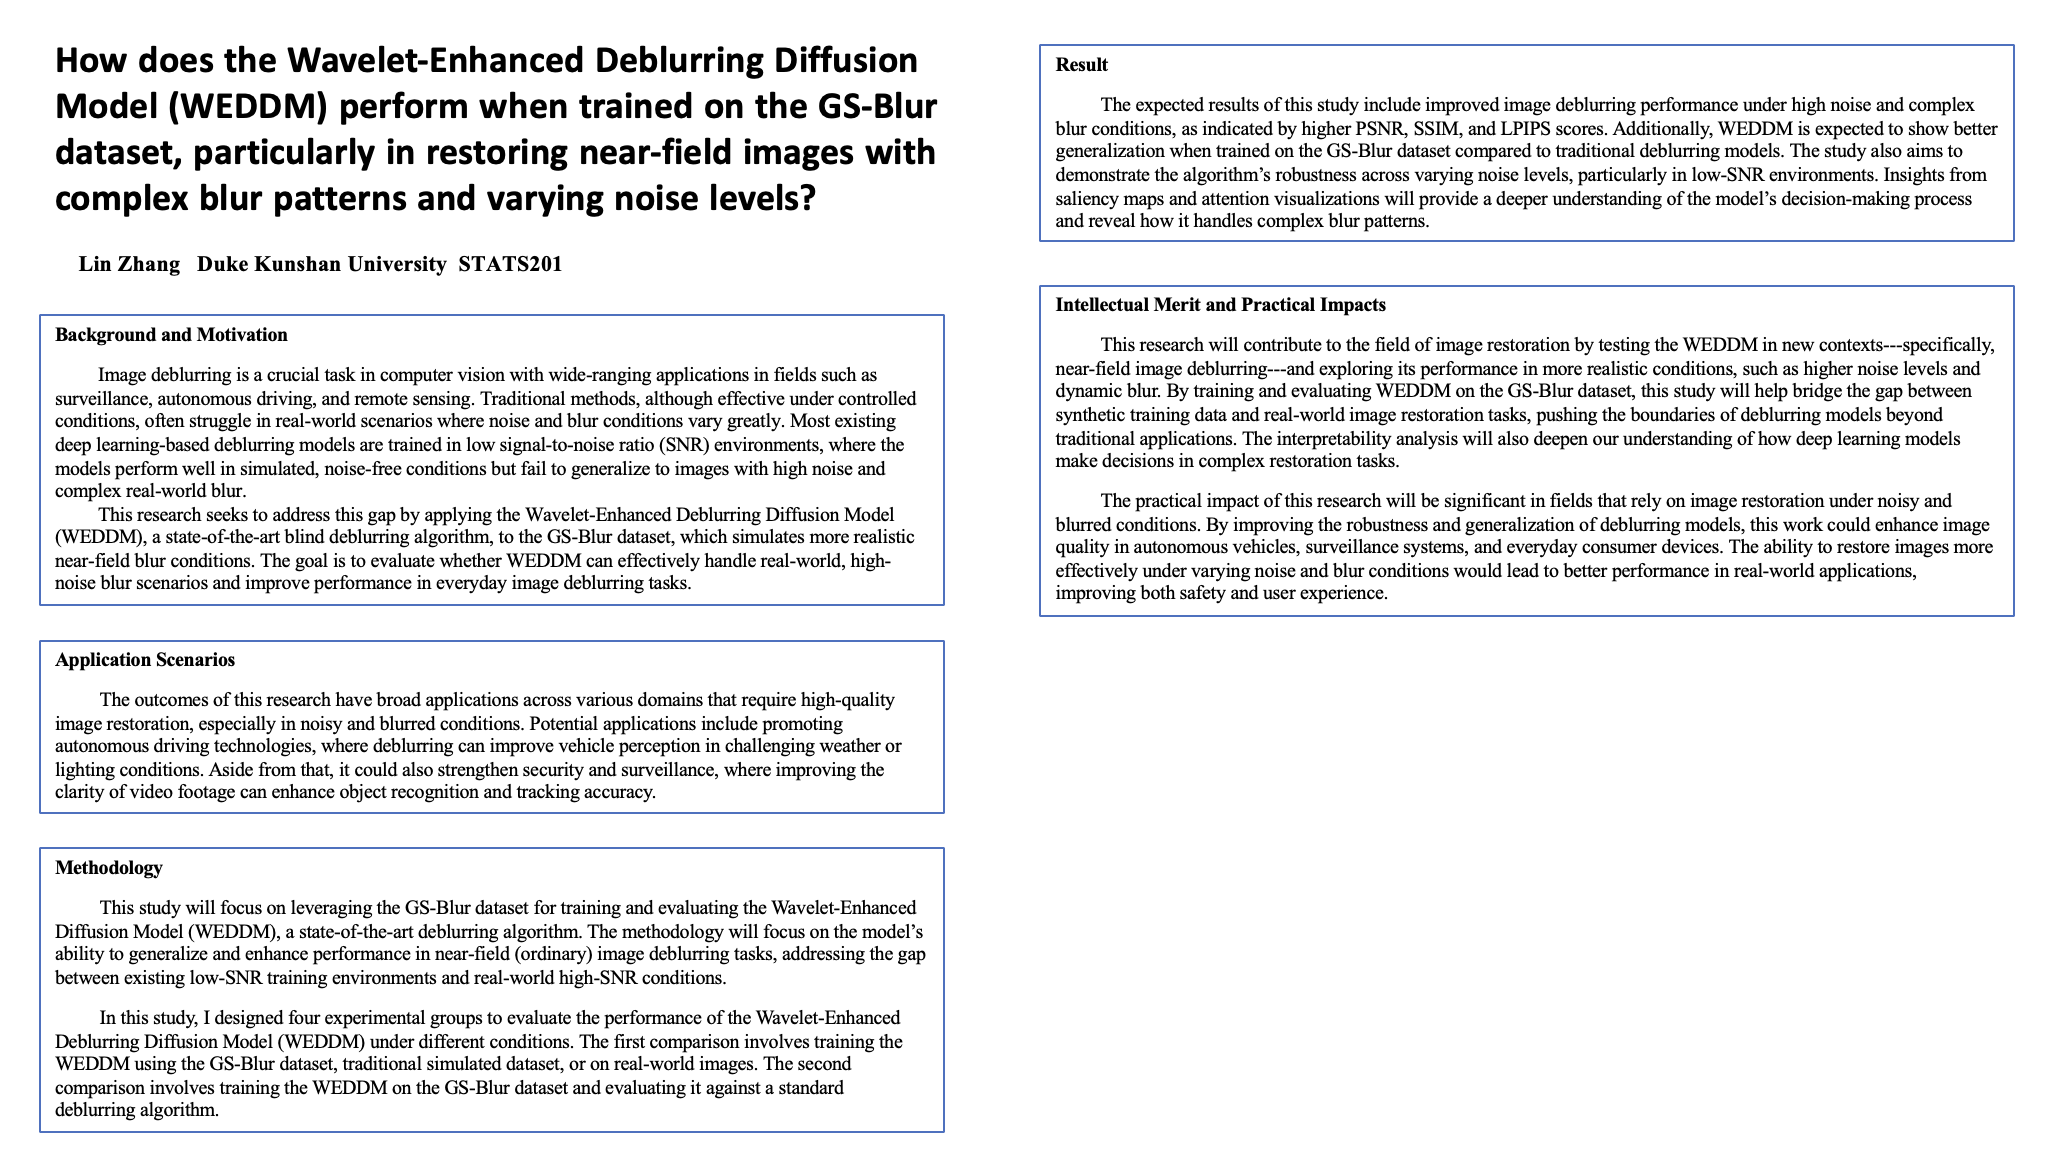 How does the Wavelet-Enhanced Deblurring Diffusion
Model (WEDDM) perform when trained on the GS-Blur
dataset, particularly in restoring near-field images with
complex blur patterns and varying noise levels?
Lin Zhang   Duke Kunshan University  STATS201
Background and Motivation
Image deblurring is a crucial task in computer vision with wide-ranging applications in fields such as
surveillance, autonomous driving, and remote sensing. Traditional methods, although effective under controlled
conditions, often struggle in real-world scenarios where noise and blur conditions vary greatly. Most existing
deep learning-based deblurring models are trained in low signal-to-noise ratio (SNR) environments, where the
models perform well in simulated, noise-free conditions but fail to generalize to images with high noise and
complex real-world blur.
This research seeks to address this gap by applying the Wavelet-Enhanced Deblurring Diffusion Model
(WEDDM), a state-of-the-art blind deblurring algorithm, to the GS-Blur dataset, which simulates more realistic
near-field blur conditions. The goal is to evaluate whether WEDDM can effectively handle real-world, high-
noise blur scenarios and improve performance in everyday image deblurring tasks.
Application Scenarios
The outcomes of this research have broad applications across various domains that require high-quality
image restoration, especially in noisy and blurred conditions. Potential applications include promoting
autonomous driving technologies, where deblurring can improve vehicle perception in challenging weather or
lighting conditions. Aside from that, it could also strengthen security and surveillance, where improving the
clarity of video footage can enhance object recognition and tracking accuracy.
Methodology
This study will focus on leveraging the GS-Blur dataset for training and evaluating the Wavelet-Enhanced
Diffusion Model (WEDDM), a state-of-the-art deblurring algorithm. The methodology will focus on the model’s
ability to generalize and enhance performance in near-field (ordinary) image deblurring tasks, addressing the gap
between existing low-SNR training environments and real-world high-SNR conditions.
In this study, I designed four experimental groups to evaluate the performance of the Wavelet-Enhanced
Deblurring Diffusion Model (WEDDM) under different conditions. The first comparison involves training the
WEDDM using the GS-Blur dataset, traditional simulated dataset, or on real-world images. The second
comparison involves training the WEDDM on the GS-Blur dataset and evaluating it against a standard
deblurring algorithm.
Result
The expected results of this study include improved image deblurring performance under high noise and complex
blur conditions, as indicated by higher PSNR, SSIM, and LPIPS scores. Additionally, WEDDM is expected to show better
generalization when trained on the GS-Blur dataset compared to traditional deblurring models. The study also aims to
demonstrate the algorithm’s robustness across varying noise levels, particularly in low-SNR environments. Insights from
saliency maps and attention visualizations will provide a deeper understanding of the model’s decision-making process
and reveal how it handles complex blur patterns.
Intellectual Merit and Practical Impacts
This research will contribute to the field of image restoration by testing the WEDDM in new contexts---specifically,
near-field image deblurring---and exploring its performance in more realistic conditions, such as higher noise levels and
dynamic blur. By training and evaluating WEDDM on the GS-Blur dataset, this study will help bridge the gap between
synthetic training data and real-world image restoration tasks, pushing the boundaries of deblurring models beyond
traditional applications. The interpretability analysis will also deepen our understanding of how deep learning models
make decisions in complex restoration tasks.
The practical impact of this research will be significant in fields that rely on image restoration under noisy and
blurred conditions. By improving the robustness and generalization of deblurring models, this work could enhance image
quality in autonomous vehicles, surveillance systems, and everyday consumer devices. The ability to restore images more
effectively under varying noise and blur conditions would lead to better performance in real-world applications,
improving both safety and user experience.